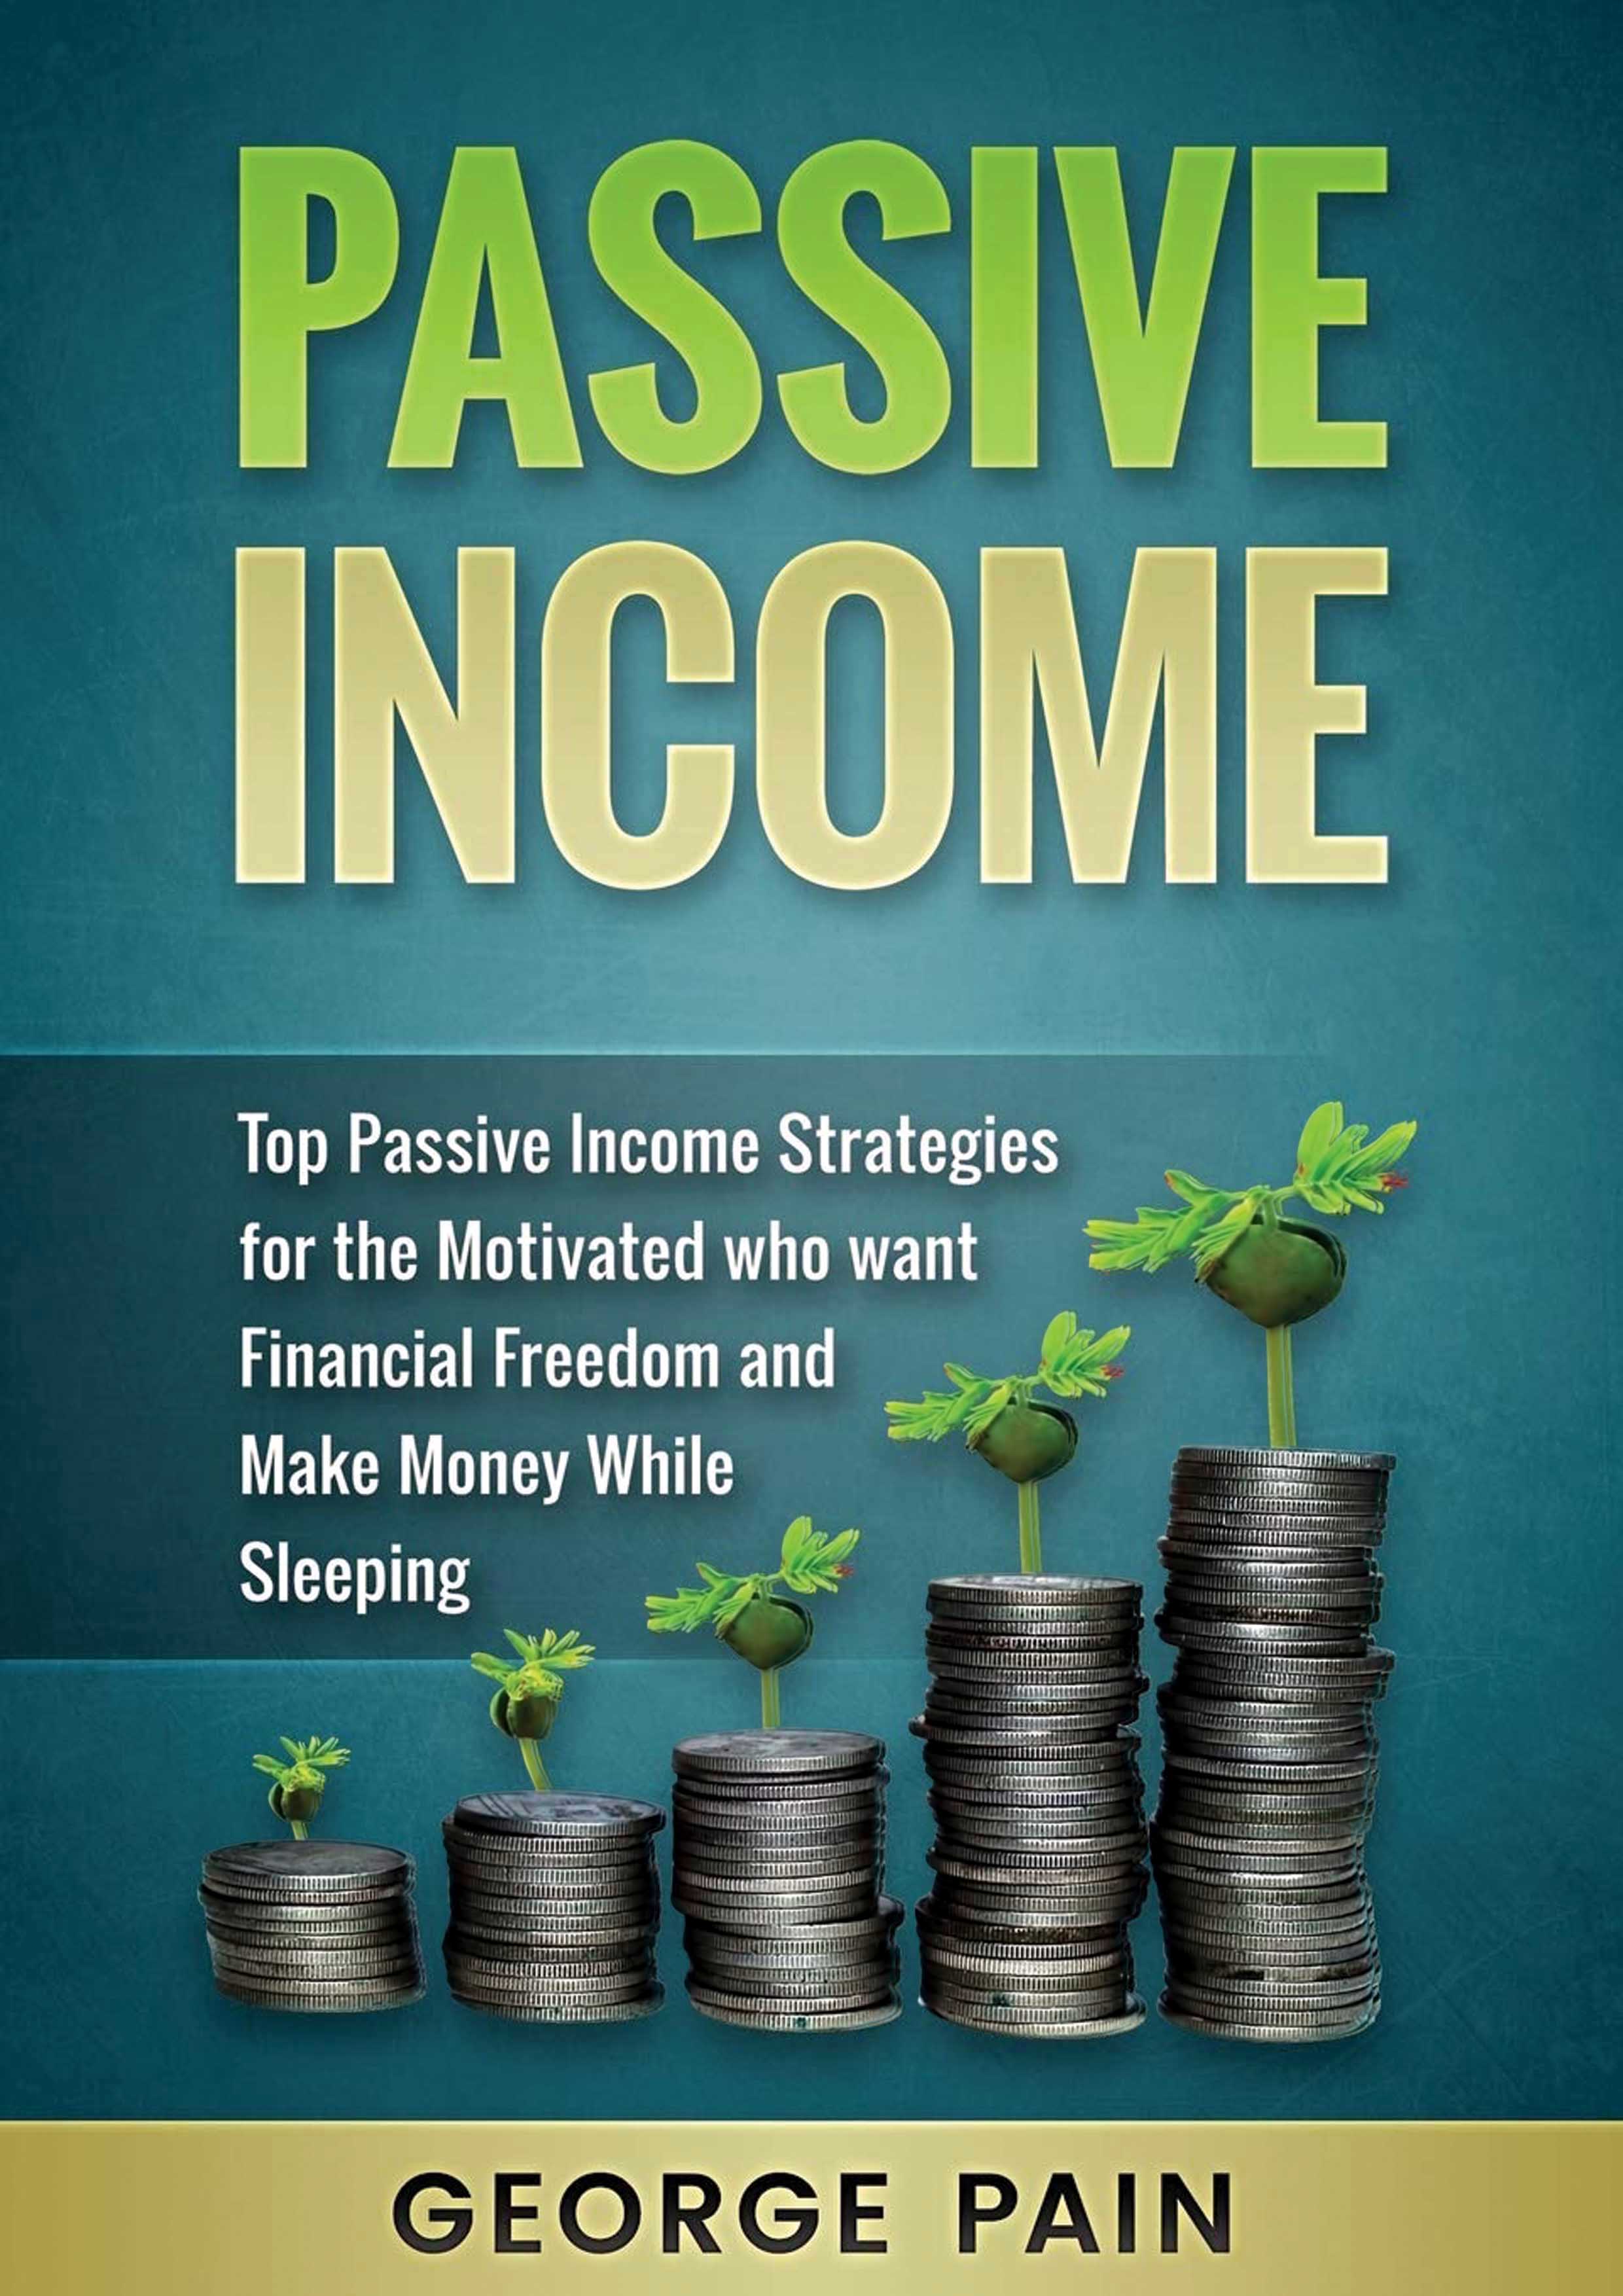 PASSIVE
INCOME
Top Passive Income Strategies
for the Motivated who want
Financial Freedom and
Make Money While
Sleeping
GEORGE PAIN